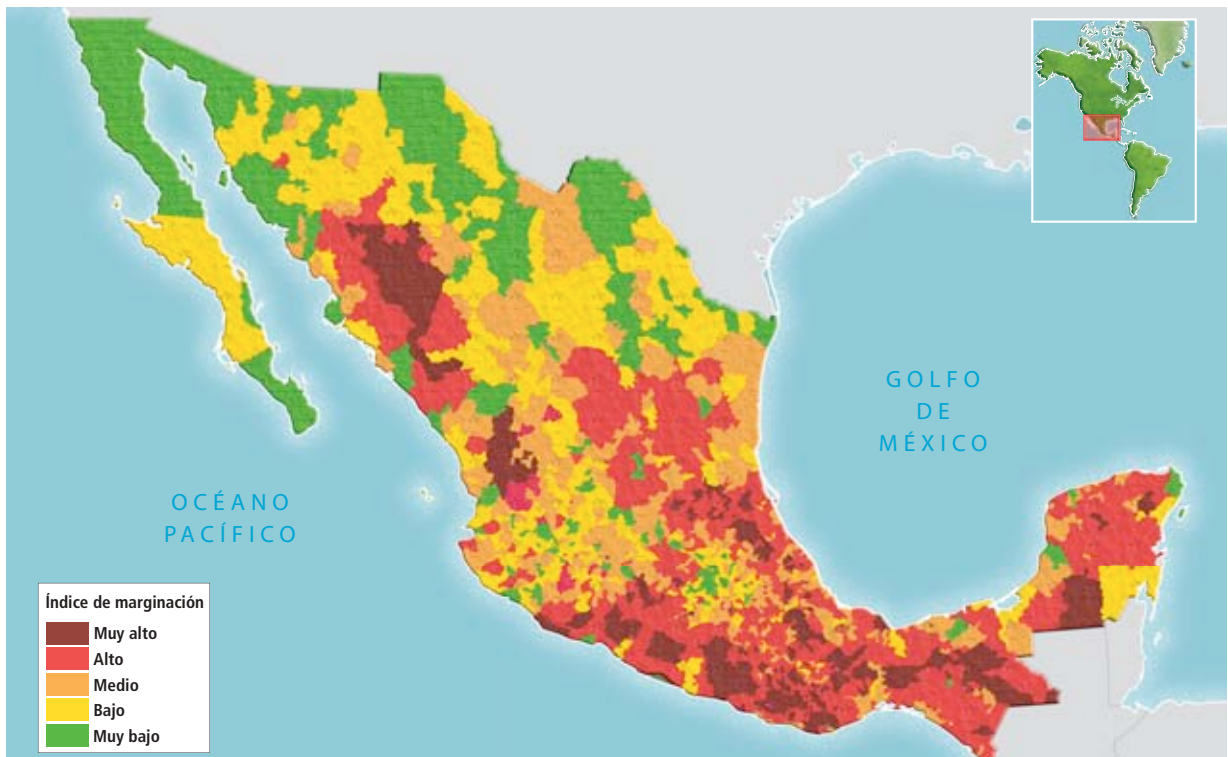 GOLFO
DE
MÉXICO
OCÉANO
PACÍFICO
Índice de marginación
Muy alto
Alto
Medio
Bajo
Muy bajo